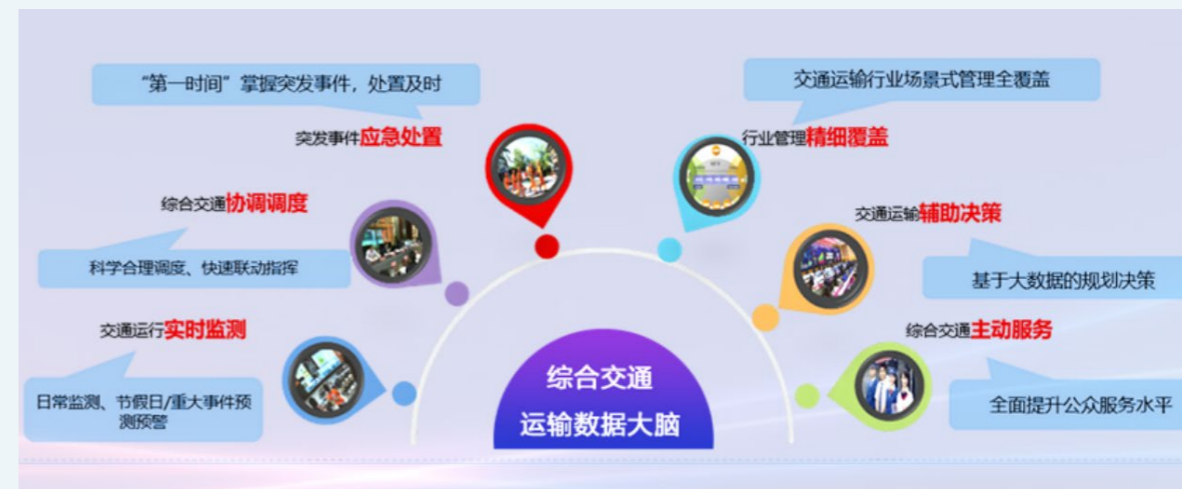 “第一时间”掌握突发事件，处置及时
突发事件应急处置
综合交通协调调度
科学合理调度、快速联动指挥
交通运行实时监测
日常监测、节假日/重大事件预
测预警
交通运输行业场景式管理全覆盖
行业管理精细覆盖
交通运输辅助决策
基于大数据的规划决策
综合交通主动服务
全面提升公众服务水平
综合交通
运输数据大脑